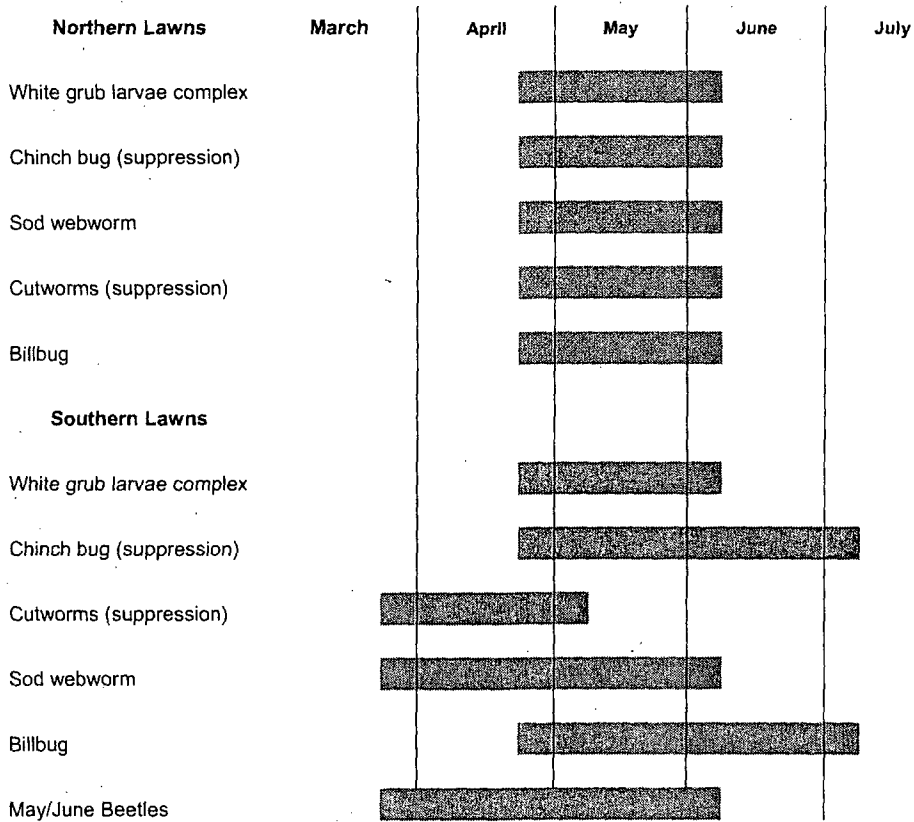 Northern Lawns March April May June July
White grub larvae complex
Chinch bug (suppression)
Sod webworm
Cutworms (suppression)
Billbug
Southern Lawns
White grub larvae complex
Chinch bug (suppression)
Cutworms (suppression)
Sod webworm
Billbug
May/June Beetles